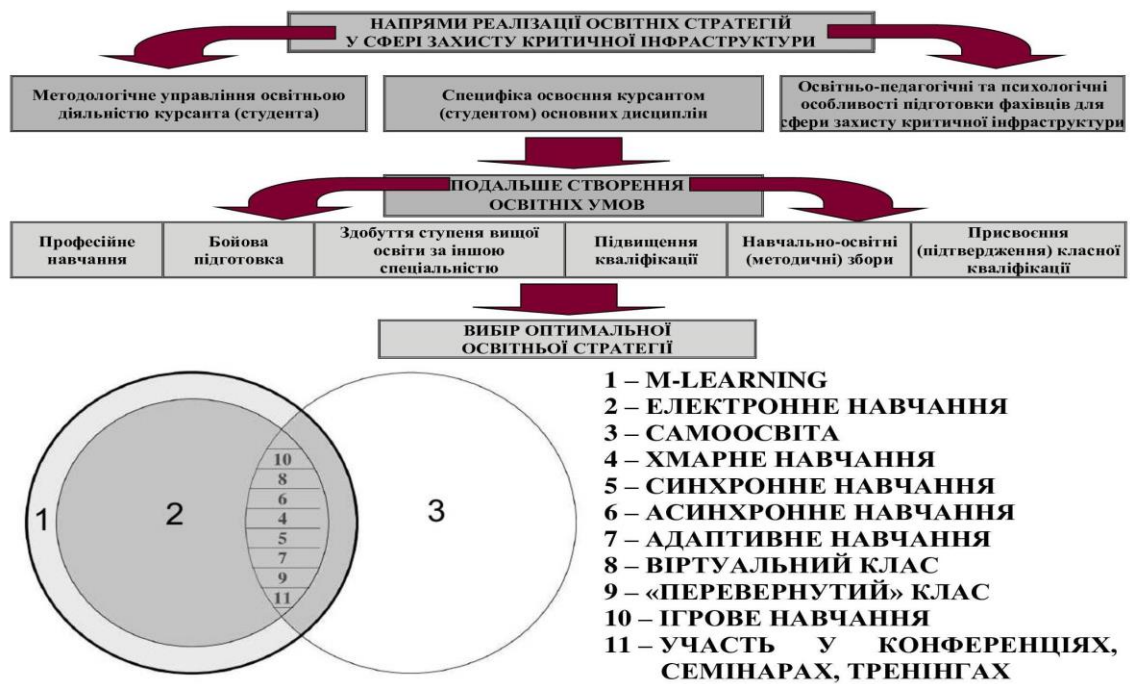 НАПРЯМИ РЕАЛІЗАЦІЇ ОСВІТНІХ СТРАТЕГІЙ
У СФЕРІ ЗАХИСТУ КРИТИЧНОЇ ІНФРАСТРУКТУРИ
Методологічне управління освітньою
діяльністю курсанта (студента)
Специфіка освоєння курсантом
(студентом) основних дисциплін
Освітньо-педагогічні та психологічні
особливості підготовки фахівців для
сфери захисту критичної інфраструктури
ПОДАЛЬШЕ СТВОРЕННЯ
ОСВІТНІХ УМОВ
Професійне
навчання
Бойова
підготовка
Здобуття ступеня вищої
освіти за іншою
спеціальністю
Підвищення
кваліфікації
Навчально-освітні
(методичні) збори
Присвоєння
(підтвердження) класної
кваліфікації
ВИБІР ОПТИМАЛЬНОЇ
ОСВІТНЬОЇ СТРАТЕГІЇ
1
2
10
8
6
4
5
7
9
11
3
1 – M-LEARNING
2 – ЕЛЕКТРОННЕ НАВЧАННЯ
3 – САМООСВІТА
4 – ХМАРНЕ НАВЧАННЯ
5 – СИНХРОННЕ НАВЧАННЯ
6 – АСИНХРОННЕ НАВЧАННЯ
7 – АДАПТИВНЕ НАВЧАННЯ
8 – ВІРТУАЛЬНИЙ КЛАС
9 – «ПЕРЕВЕРНУТИЙ» КЛАС
10 – ІГРОВЕ НАВЧАННЯ
11 – УЧАСТЬ У КОНФЕРЕНЦІЯХ,
СЕМІНАРАХ, ТРЕНІНГАХ